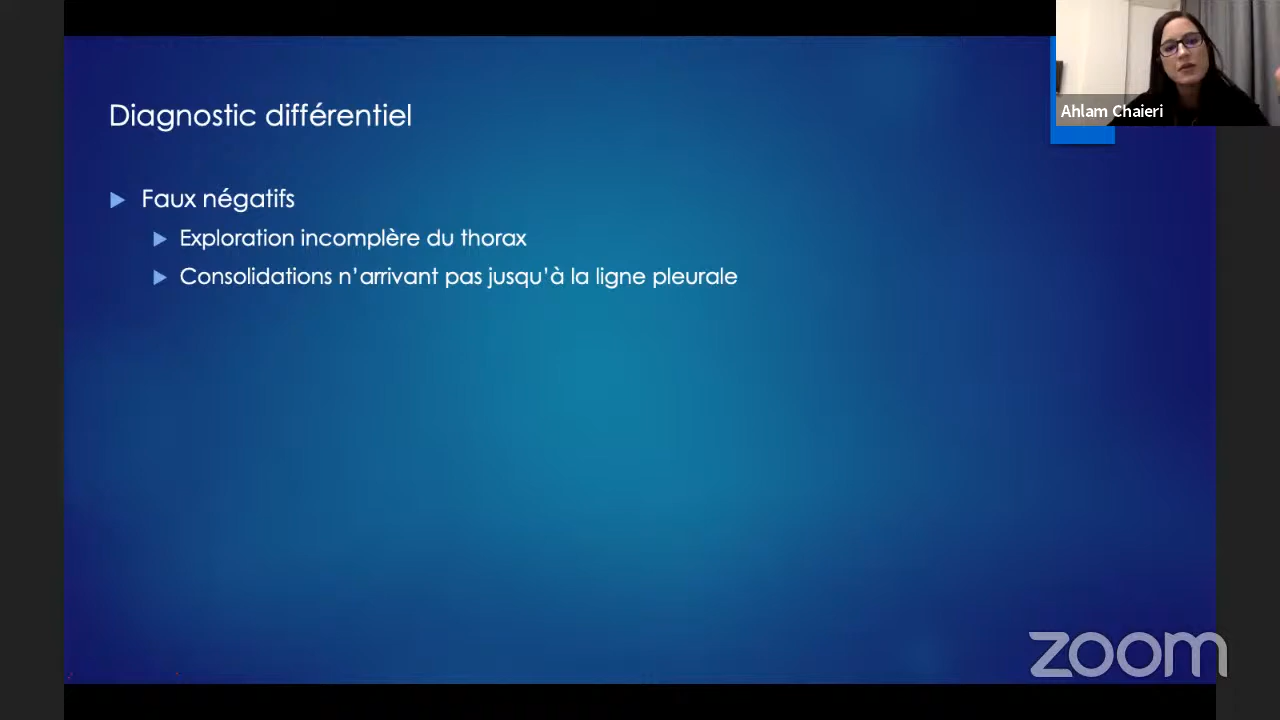 Diagnostic différentiel
Faux négatifs
Exploration incomplère du thorax
Consolidations n’arrivant pas jusqu’à la ligne pleurale
Ahlam Chaieri
zoom